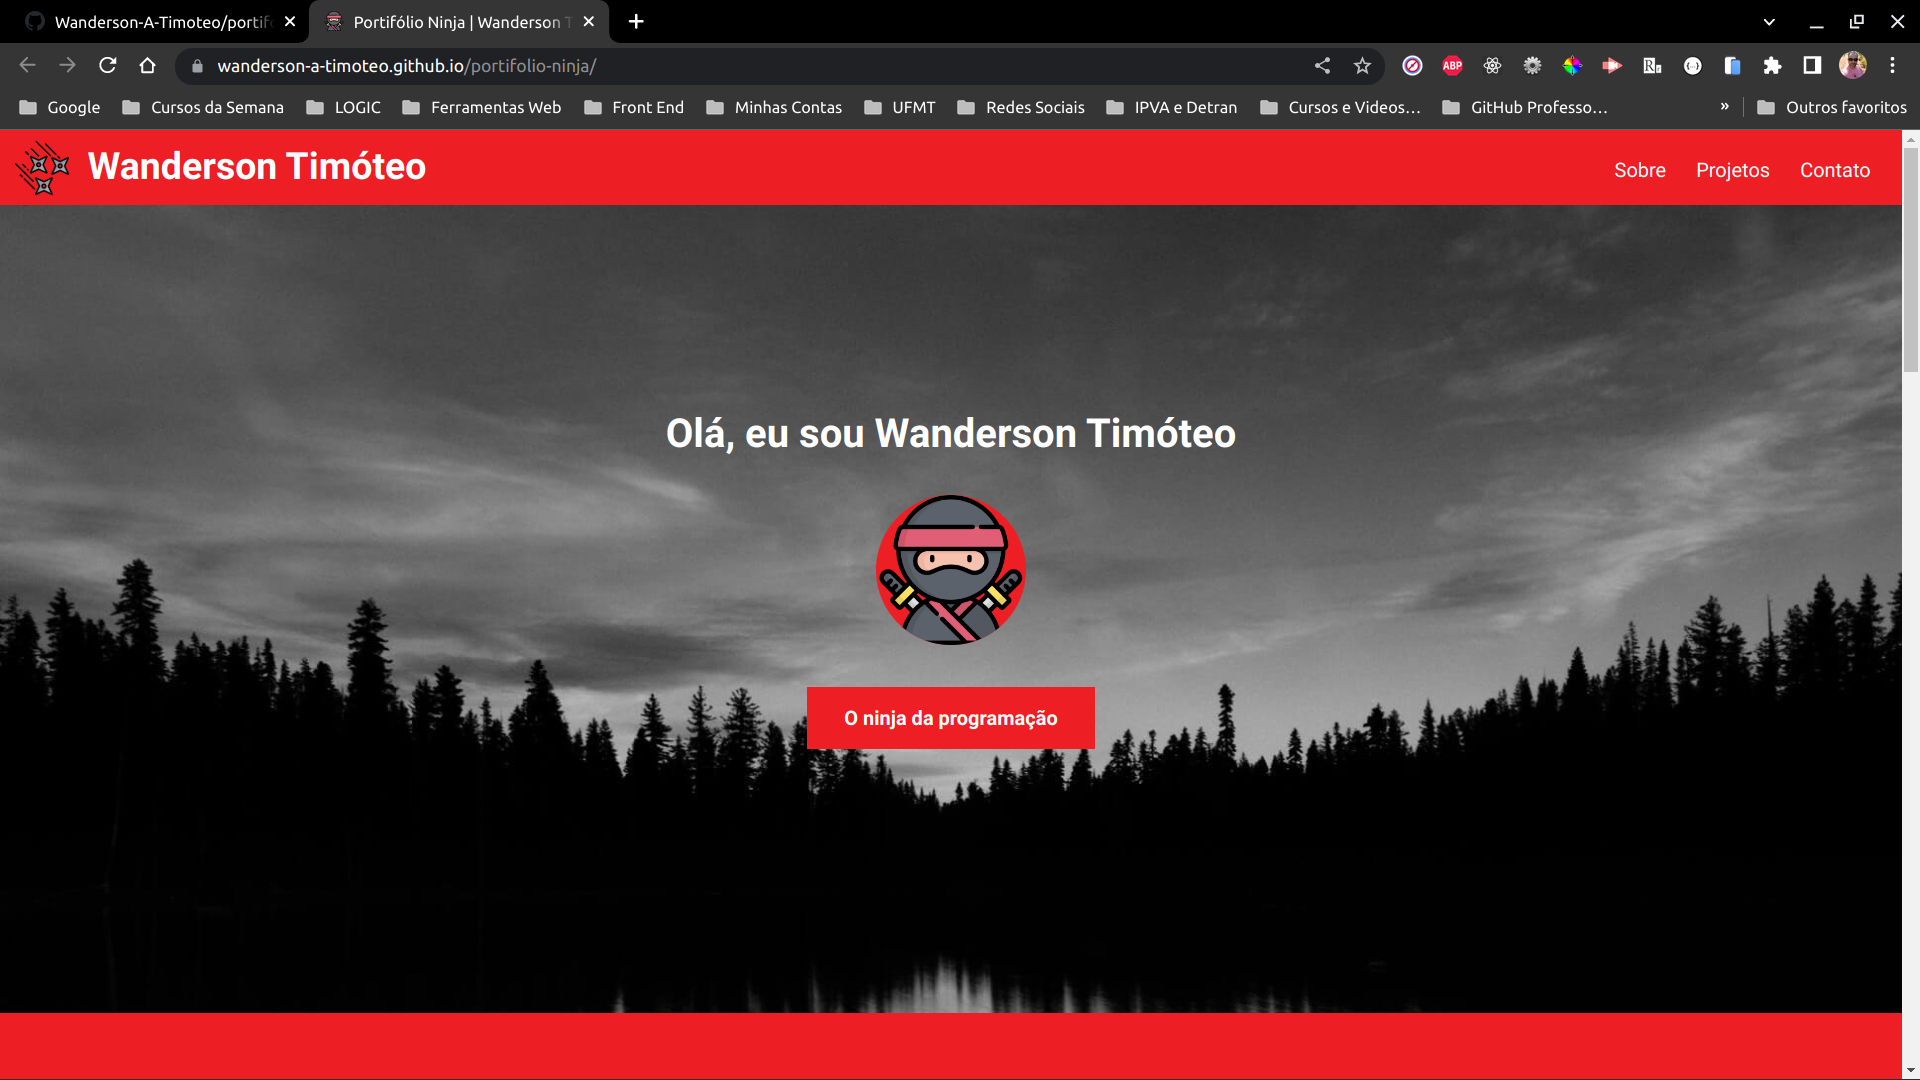 Wanderson-A-Timoteo/portif
Portifólio Ninja | Wanderson T
wanderson-a-timoteo.github.io/portifolio-ninja/
ABP
Google
Cursos da Semana
LOGIC
Ferramentas Web
Front End
Minhas Contas
UFMT
Redes Sociais
IPVA e Detran
Cursos e Videos…
GitHub Professo…
»
Outros favoritos
Wanderson Timóteo
Sobre
Projetos
Contato
Olá, eu sou Wanderson Timóteo
O ninja da programação